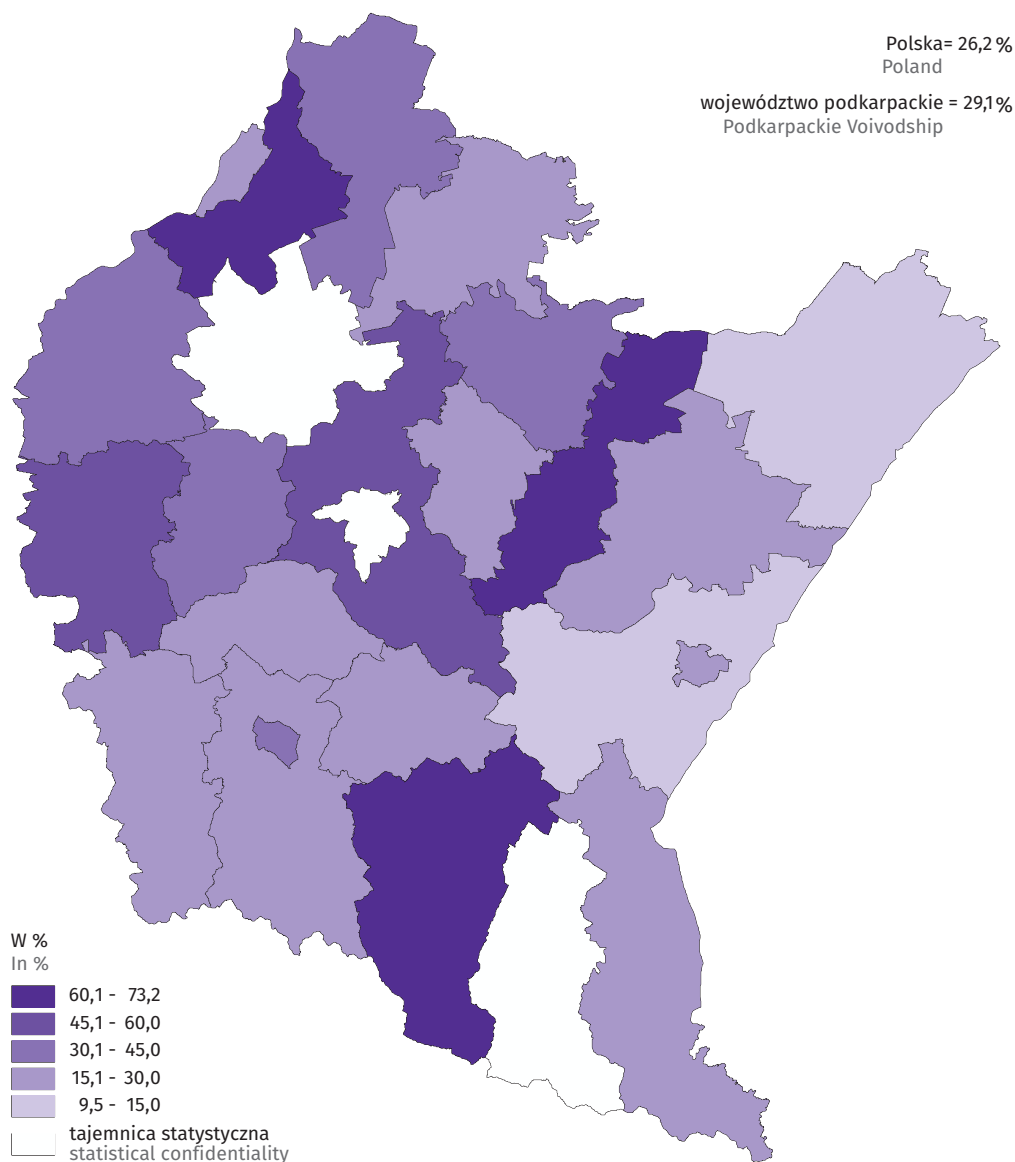 Polska= 26,2 %
Poland
województwo podkarpackie = 29,1%
Podkarpackie Voivodship
W %
In %
60,1 - 73,2
45,1 - 60,0
30,1 - 45,0
15,1 - 30,0
9,5 - 15,0
tajemnica statystyczna
statistical confidentiality